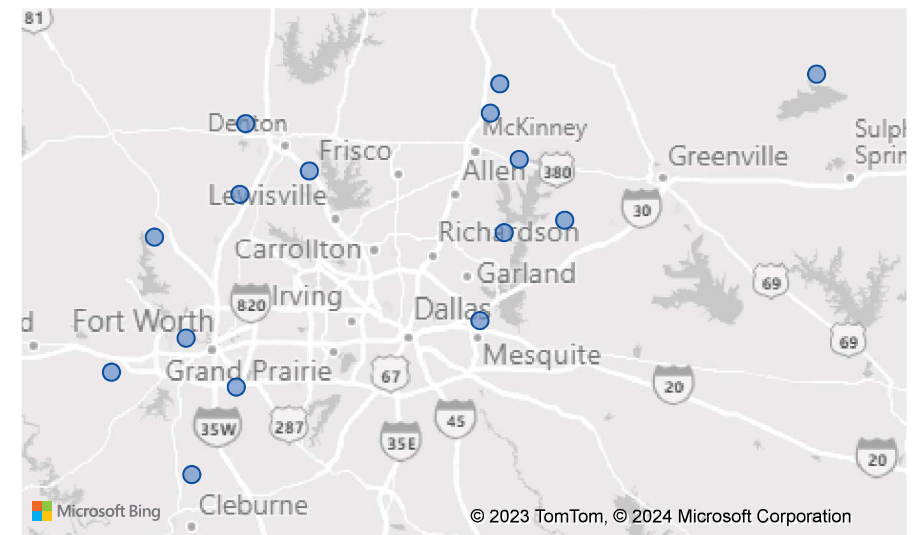 81
Denton
McKinney
Sulph
Sprin
Frisco
Greenville
Allen
380
Lewisville
30
Richardson
Carrollton
Garland
69
820
Irving
Dallas
d
Fort Worth
69
Mesquite
Grand Prairie
67
20
35W
287
45
35E
20
Cleburne
Microsoft Bing
© 2023 TomTom, © 2024 Microsoft Corporation